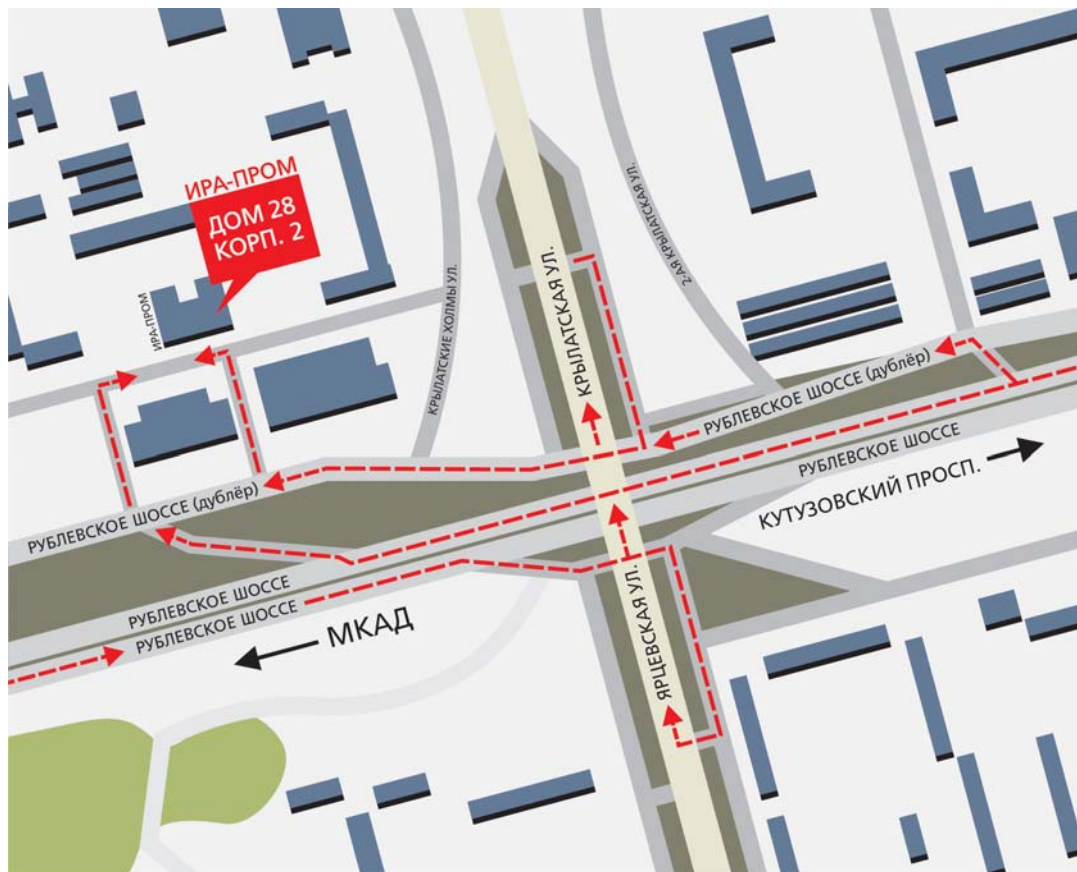 ИРА-ПРОМ
ДОМ 28
КОРП. 2
ИРА-ПРОМ
КРЫЛАТСКИЕ ХОЛМЫ УЛ.
КРЫЛАТСКАЯ УЛ.
2-АЯ КРЫЛАТСКАЯ УЛ.
РУБЛЕВСКОЕ ШОССЕ (дублёр)
РУБЛЕВСКОЕ ШОССЕ
КУТУЗОВСКИЙ ПРОСП.
РУБЛЕВСКОЕ ШОССЕ (дублёр)
РУБЛЕВСКОЕ ШОССЕ
РУБЛЕВСКОЕ ШОССЕ
МКАД
ЯРЦЕВСКАЯ УЛ.